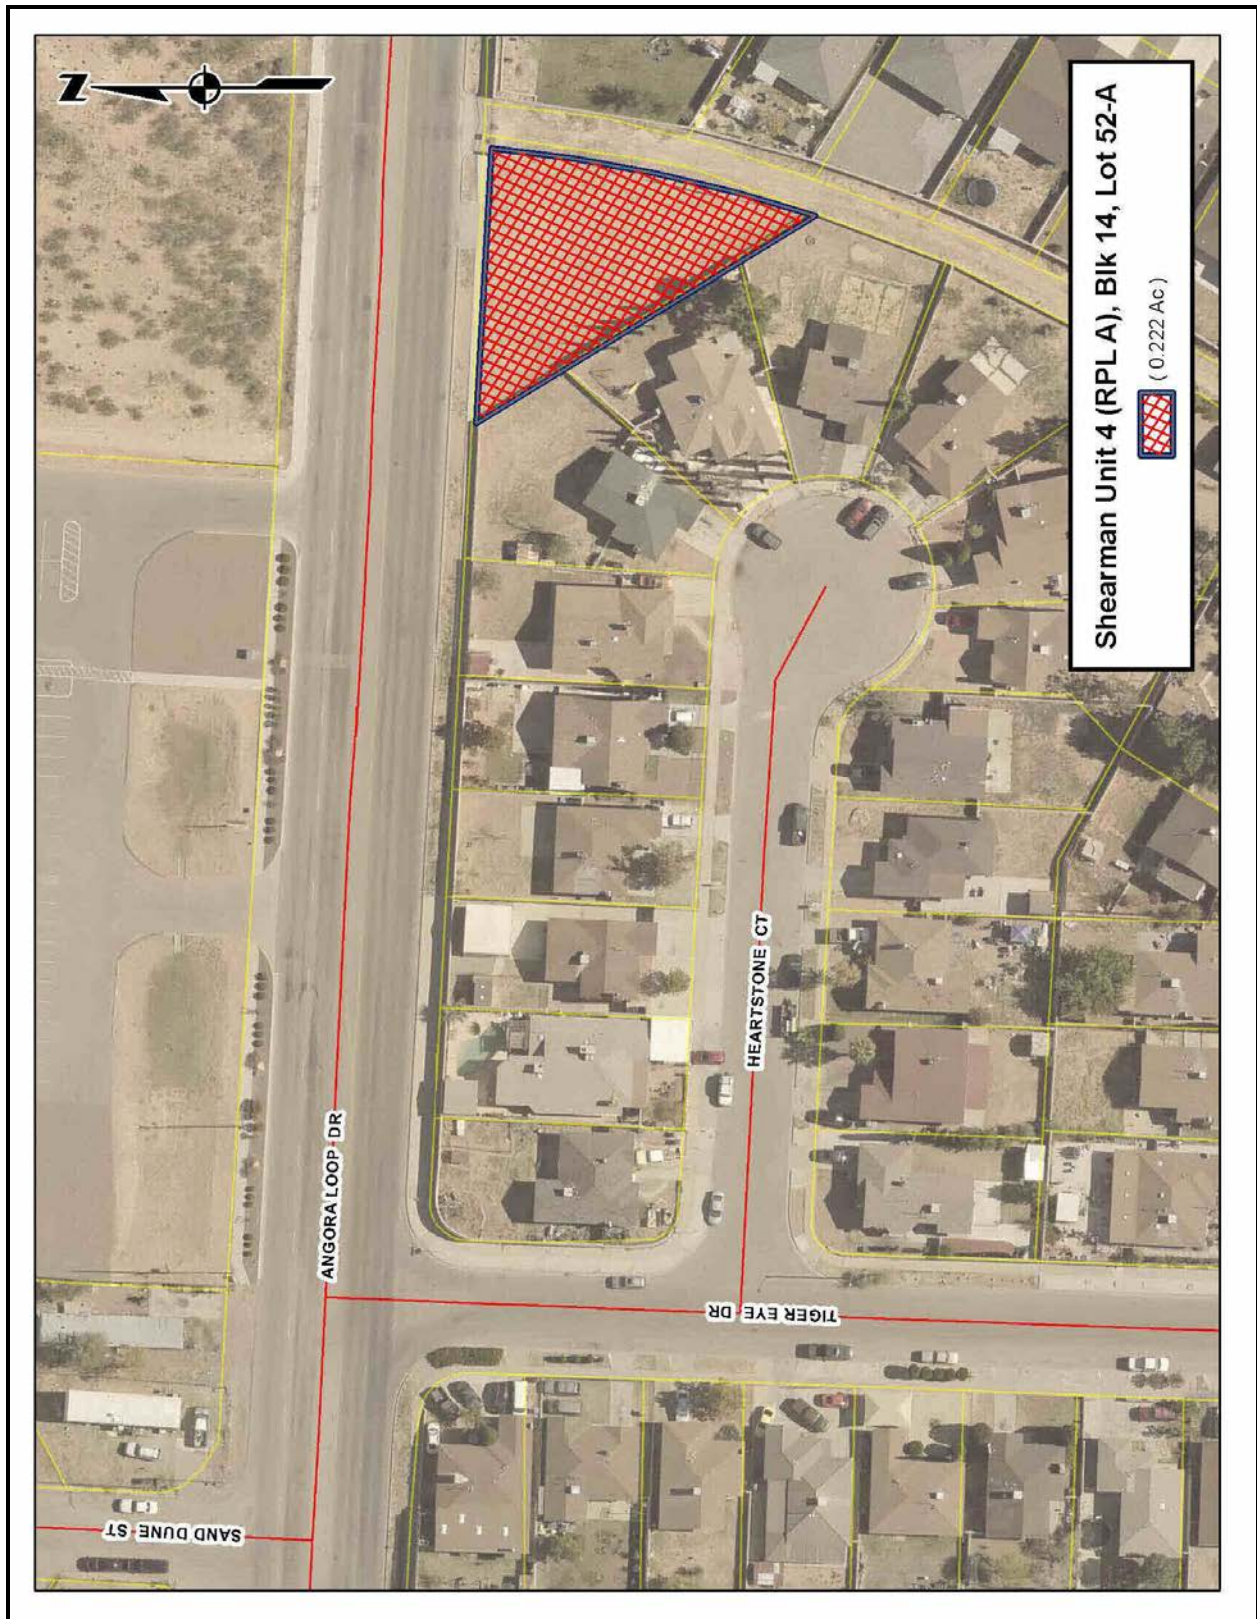 N
ANGORA LOOP DR
SAND DUNE ST
TIGER EYE DR
HEARTSTONE CT
Shearman Unit 4 (RPL A), Blk 14, Lot 52-A
( 0.222 Ac )